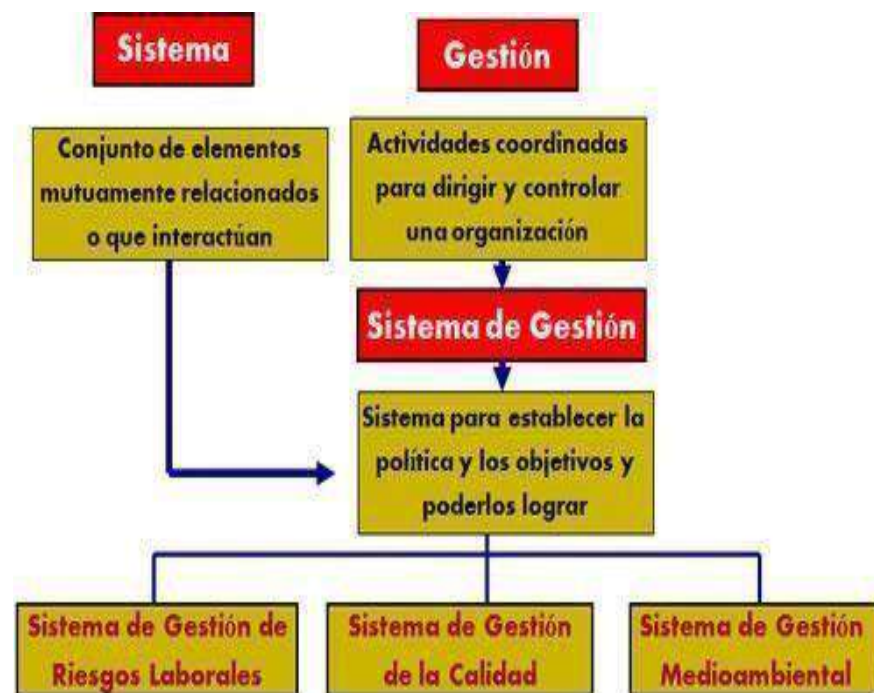 Sistema
Gestión
Conjunto de elementos
mutuamente relacionados
o que interactúan
Actividades coordinadas
para dirigir y controlar
una organización
Sistema de Gestión
Sistema para establecer la
política y los objetivos y
poderlos lograr
Sistema de Gestión de
Riesgos Laborales
Sistema de Gestión
de la Calidad
Sistema de Gestión
Medioambiental